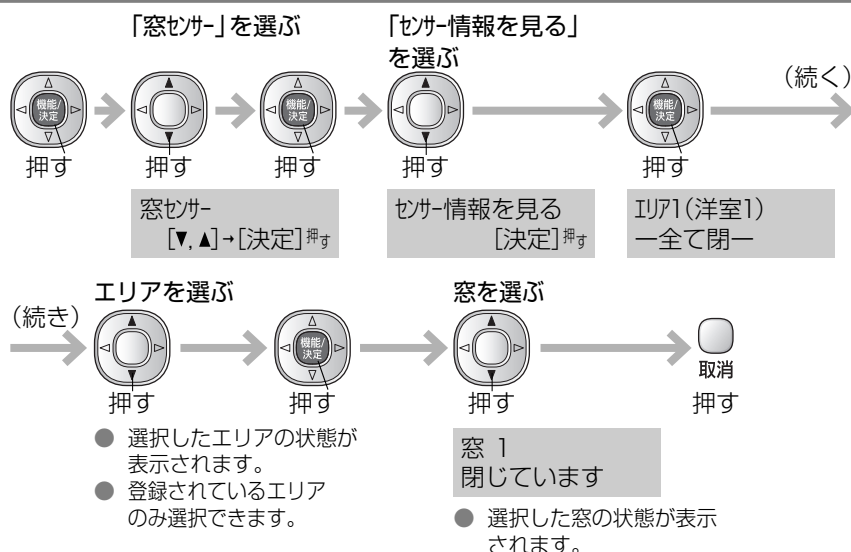 「窓ｾﾝｻｰ」を選ぶ
「ｾﾝｻｰ情報を見る」
を選ぶ
(続く)
機能/
決定
機能/
決定
機能/
決定
押す
押す
押す
押す
押す
窓ｾﾝｻｰ
[▼,▲]→[決定]押す
ｾﾝｻｰ情報を見る
[決定]押す
ｴﾘｱ1(洋室1)
ー全て閉ー
(続き)
エリアを選ぶ
窓を選ぶ
機能/
決定
取消
押す
押す
押す
押す
● 選択したエリアの状態が
表示されます。
● 登録されているエリア
のみ選択できます。
窓 1
閉じています
● 選択した窓の状態が表示
されます。